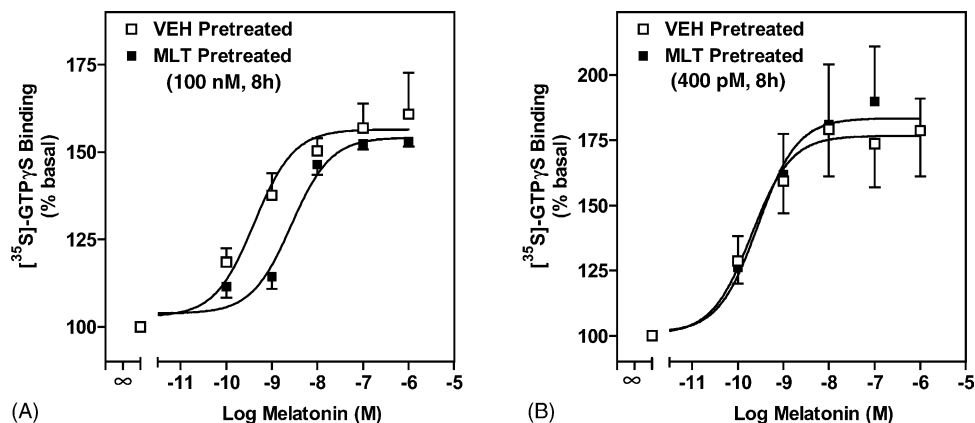 VEH Pretreated
MLT Pretreated
(100 nM, 8h)
[³⁵S]-GTPγS Binding
(% basal)
175
150
125
100
∞
-11
-10
-9
-8
-7
-6
-5
Log Melatonin (M)
(A)
VEH Pretreated
MLT Pretreated
(400 pM, 8h)
[³⁵S]-GTPγS Binding
(% basal)
200
175
150
125
100
∞
-11
-10
-9
-8
-7
-6
-5
Log Melatonin (M)
(B)